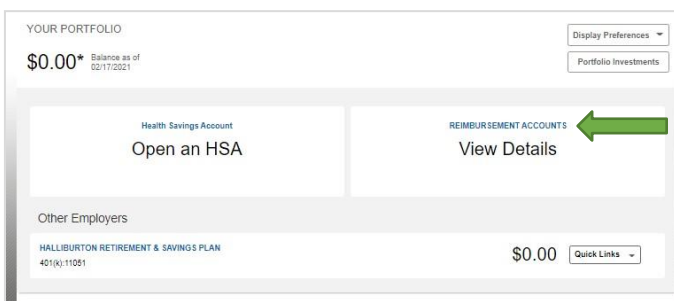 YOUR PORTFOLIO
Display Preferences
$0.00* Balance as of
02/17/2021
Portfolio Investments
Health Savings Account
Open an HSA
REIMBURSEMENT ACCOUNTS
View Details
Other Employers
HALLIBURTON RETIREMENT & SAVINGS PLAN
401(k):11051
$0.00 Quick Links